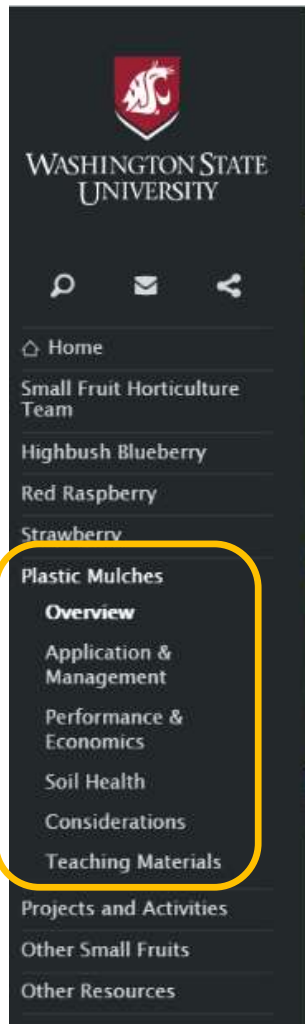 WASHINGTON STATE
UNIVERSITY
Home
Small Fruit Horticulture
Team
Highbush Blueberry
Red Raspberry
Strawberry
Plastic Mulches
Overview
Application &
Management
Performance &
Economics
Soil Health
Considerations
Teaching Materials
Projects and Activities
Other Small Fruits
Other Resources